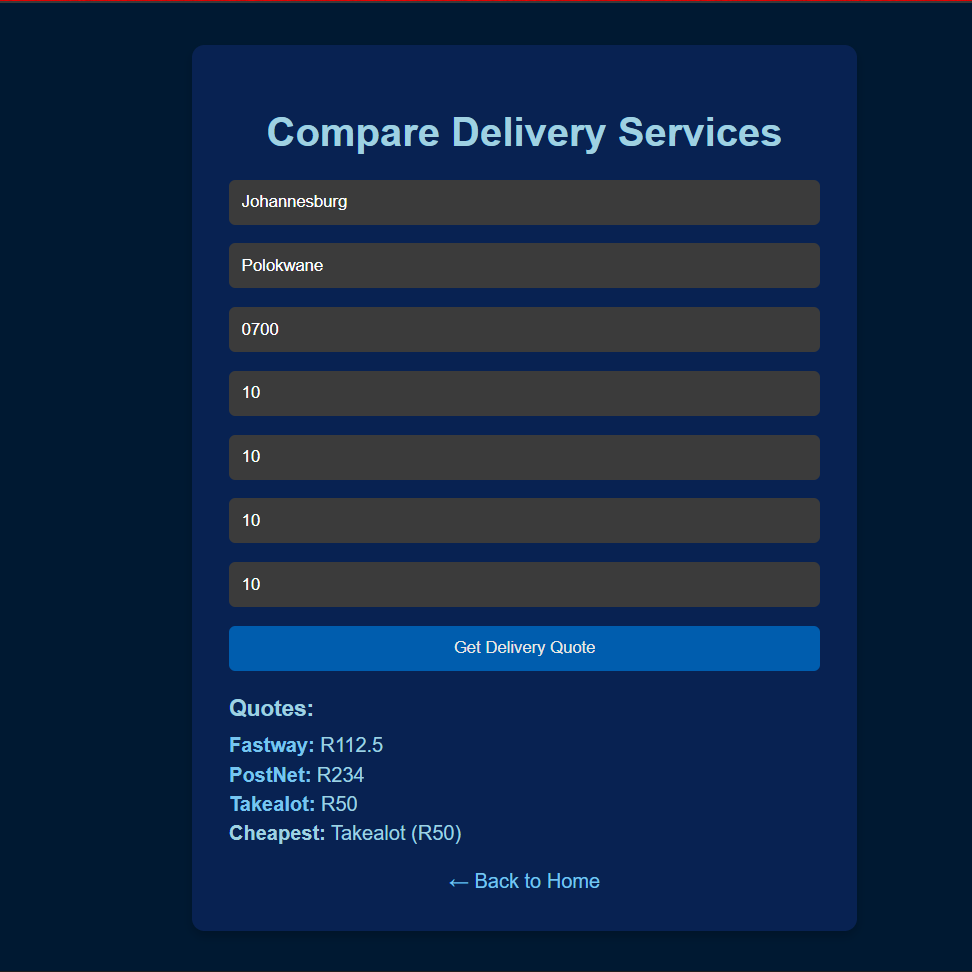 Compare Delivery Services
Johannesburg
Polokwane
0700
10
10
10
10
Get Delivery Quote
Quotes:
Fastway: R112.5
PostNet: R234
Takealot: R50
Cheapest: Takealot (R50)
← Back to Home